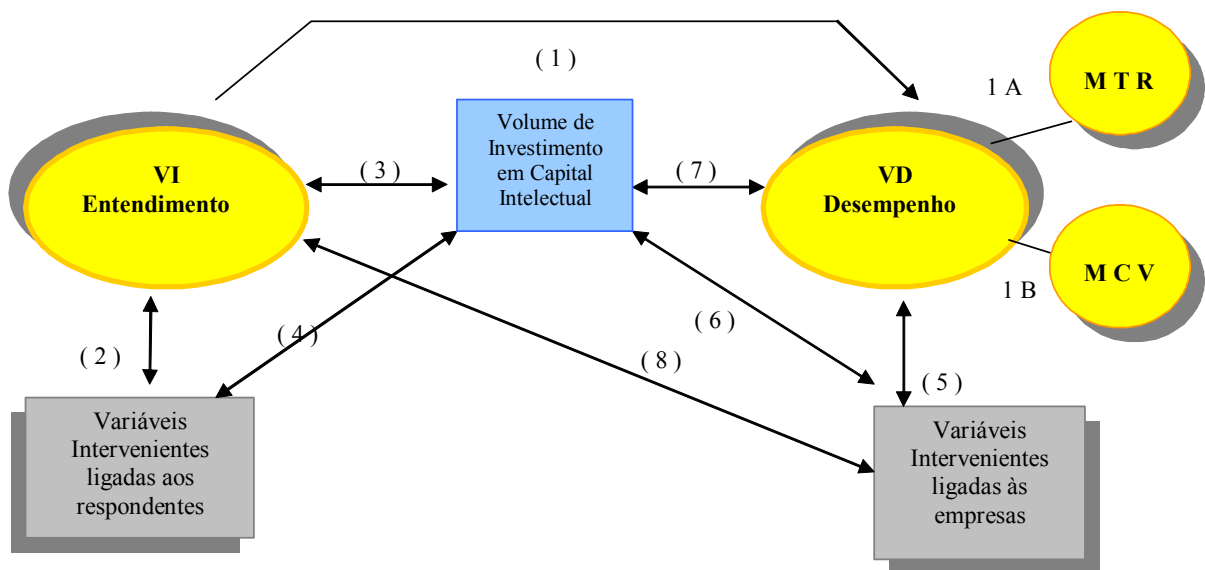 ( 1 )
1 A
M T R
Volume de
Investimento
em Capital
Intelectual
VI
Entendimento
( 3 )
( 7 )
VD
Desempenho
1 B
M C V
( 2 )
( 4 )
( 6 )
( 8 )
( 5 )
Variáveis
Intervenientes
ligadas aos
respondentes
Variáveis
Intervenientes
ligadas às
empresas